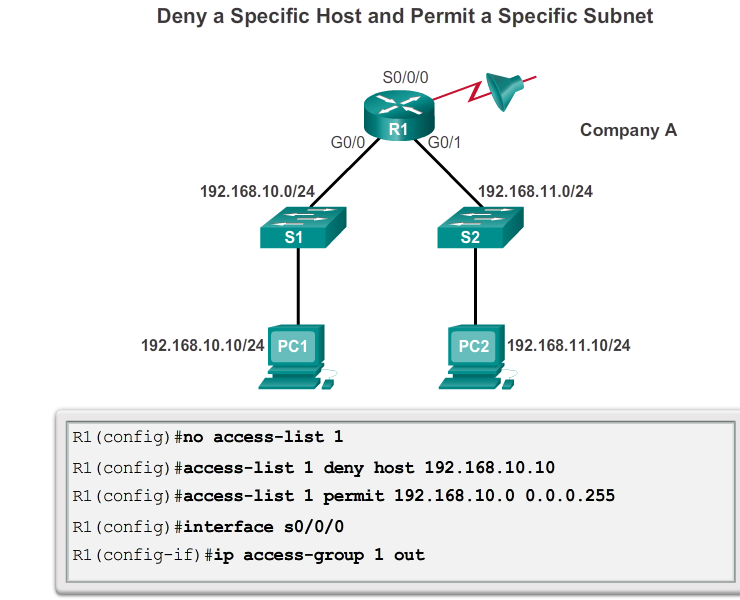 Deny a Specific Host and Permit a Specific Subnet
S0/0/0
R1
Company A
G0/0
G0/1
192.168.10.0/24
192.168.11.0/24
S1
S2
192.168.10.10/24
PC1
PC2
192.168.11.10/24
R1(config)#no access-list 1
R1(config)#access-list 1 deny host 192.168.10.10
R1(config)#access-list 1 permit 192.168.10.0 0.0.0.255
R1(config)#interface s0/0/0
R1(config-if)#ip access-group 1 out